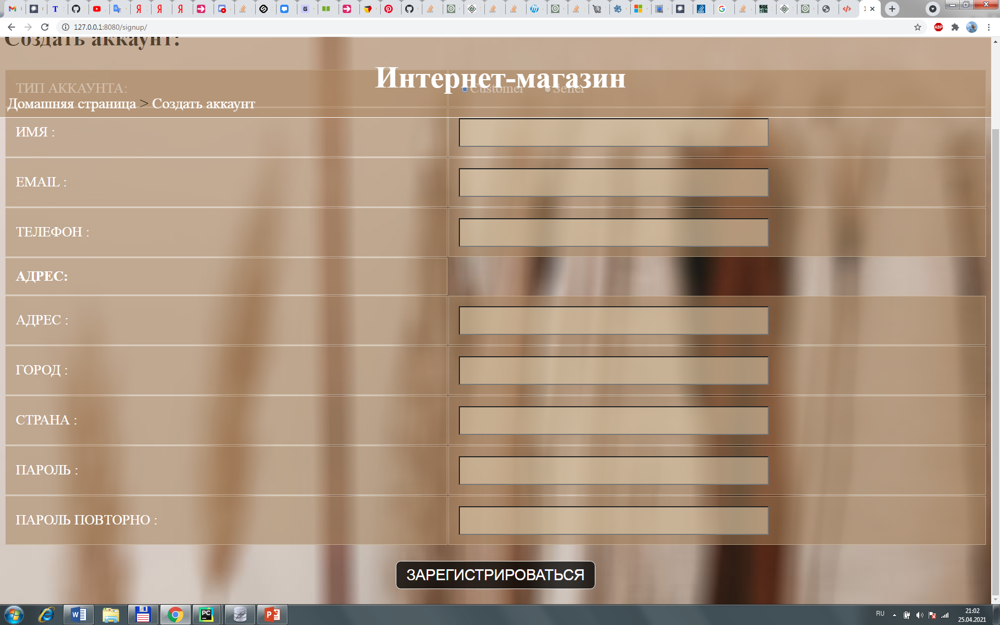 127.0.0.1:8080/signup/
Создать аккаунт:
Интернет-магазин
ТИП АККАУНТА:
Customer Seller
Домашняя страница > Создать аккаунт
ИМЯ :
EMAIL :
ТЕЛЕФОН :
АДРЕС:
АДРЕС :
ГОРОД :
СТРАНА :
ПАРОЛЬ :
ПАРОЛЬ ПОВТОРНО :
ЗАРЕГИСТРИРОВАТЬСЯ
RU
21:02
25.04.2021